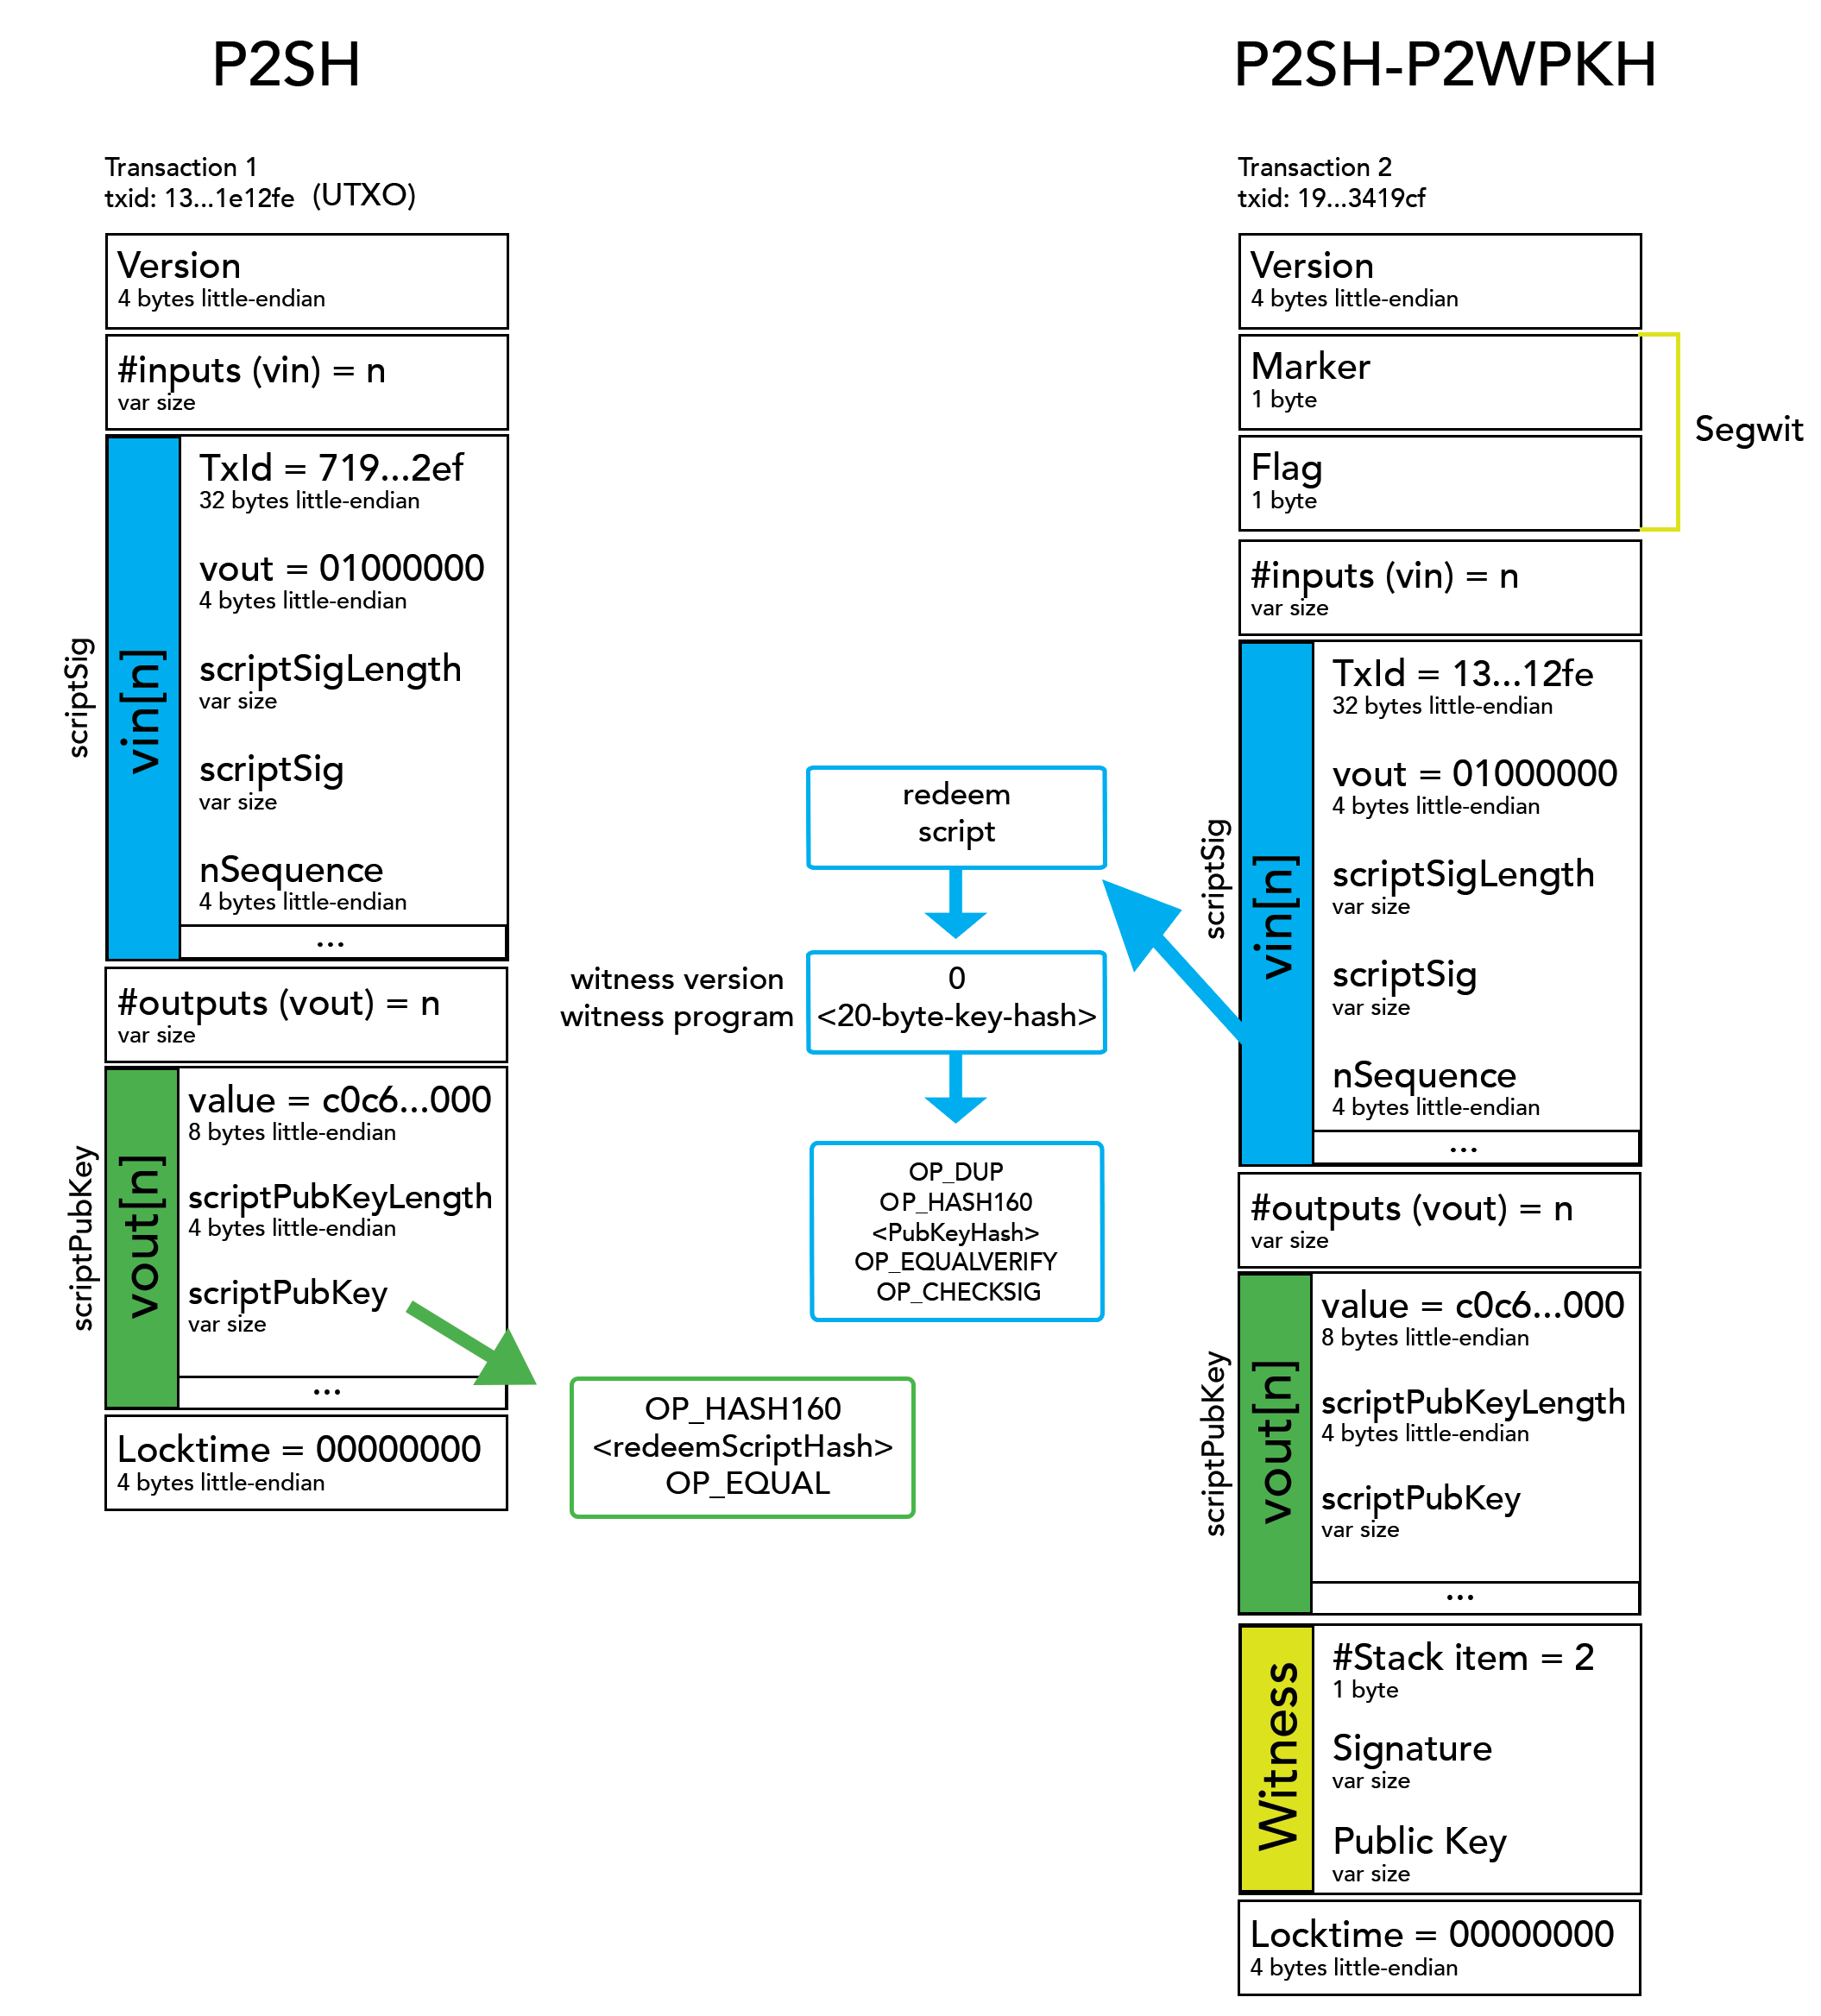 P2SH
Transaction 1
txid: 13...1e12fe (UTXO)
Version
4 bytes little-endian
#inputs (vin) = n
var size
scriptSig
vin[n]
TxId = 719...2ef
32 bytes little-endian
vout = 01000000
4 bytes little-endian
scriptSigLength
var size
scriptSig
var size
nSequence
4 bytes little-endian
...
#outputs (vout) = n
var size
scriptPubKey
vout[n]
value = c0c6...000
8 bytes little-endian
scriptPubKeyLength
4 bytes little-endian
scriptPubKey
var size
...
Locktime = 00000000
4 bytes little-endian
redeem
script
witness version
witness program
0
<20-byte-key-hash>
OP_DUP
OP_HASH160
<PubKeyHash>
OP_EQUALVERIFY
OP_CHECKSIG
OP_HASH160
<redeemScriptHash>
OP_EQUAL
P2SH-P2WPKH
Transaction 2
txid: 19...3419cf
Version
4 bytes little-endian
Marker
1 byte
Flag
1 byte
Segwit
#inputs (vin) = n
var size
scriptSig
vin[n]
TxId = 13...12fe
32 bytes little-endian
vout = 01000000
4 bytes little-endian
scriptSigLength
var size
scriptSig
var size
nSequence
4 bytes little-endian
...
#outputs (vout) = n
var size
scriptPubKey
vout[n]
value = c0c6...000
8 bytes little-endian
scriptPubKeyLength
4 bytes little-endian
scriptPubKey
var size
...
Witness
#Stack item = 2
1 byte
Signature
var size
Public Key
var size
Locktime = 00000000
4 bytes little-endian